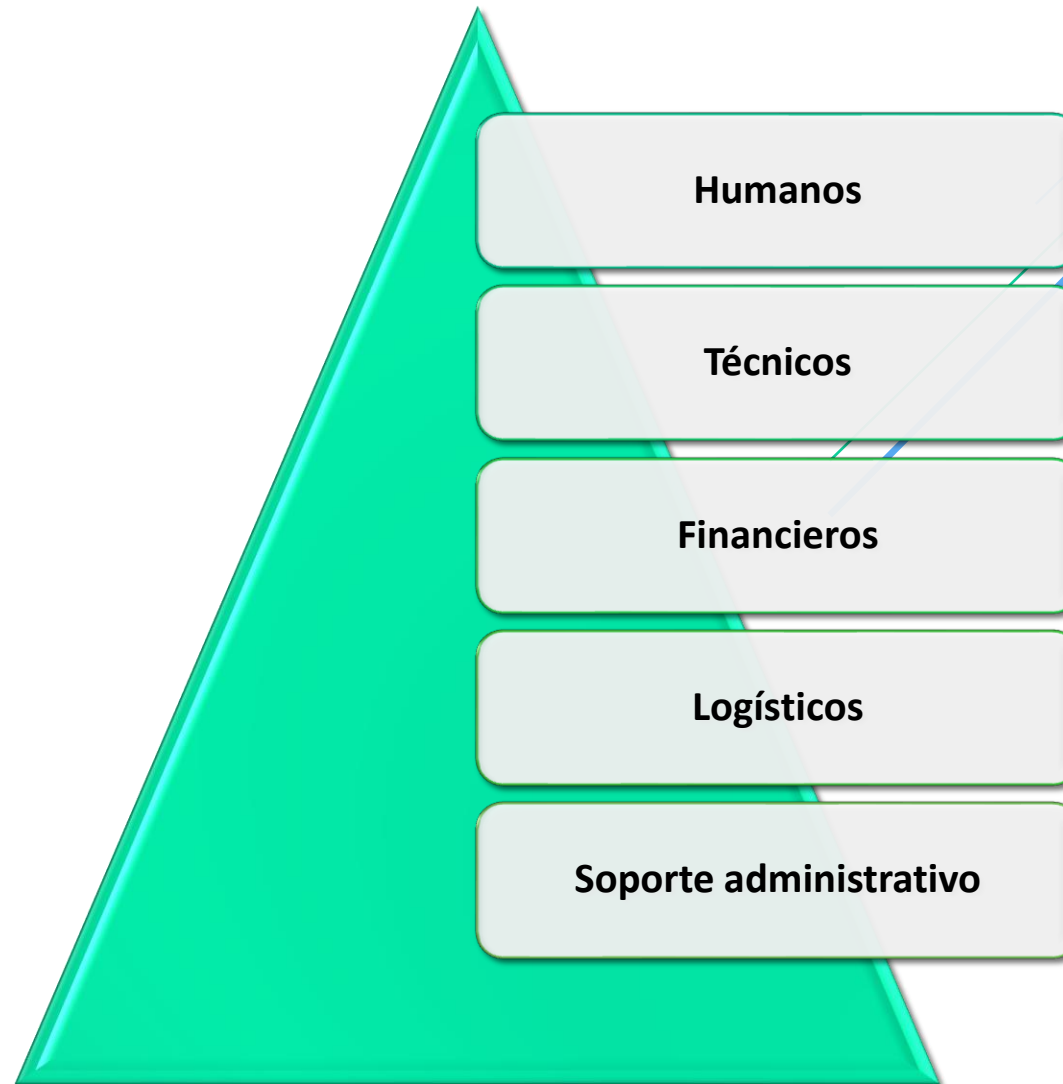 Humanos
Técnicos
Financieros
Logísticos
Soporte administrativo